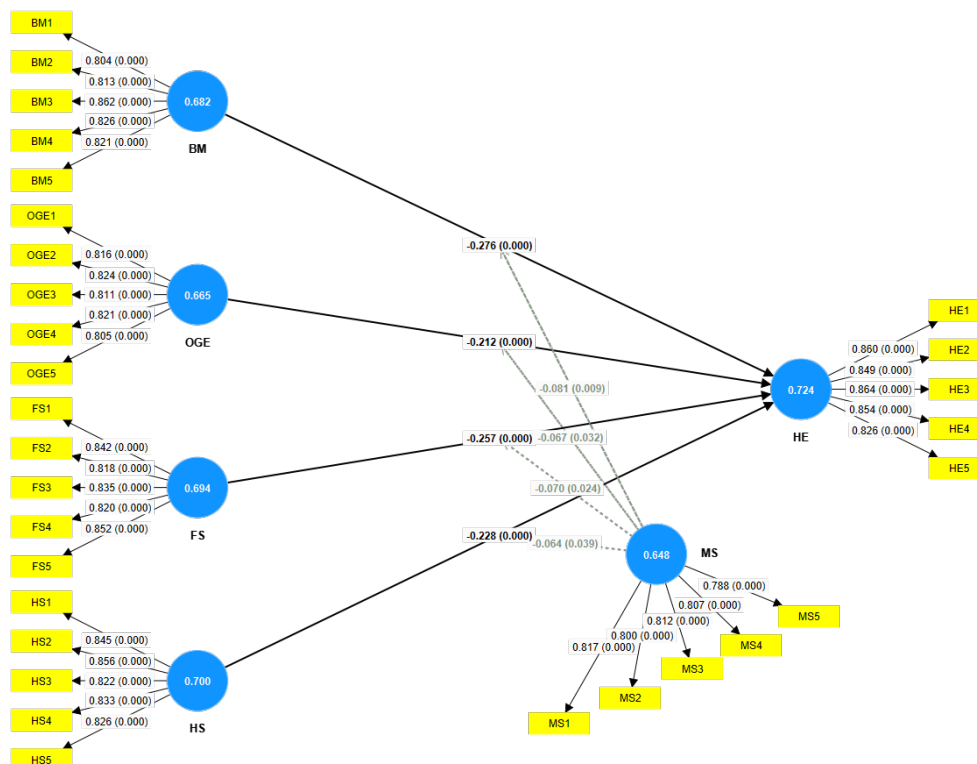 BM1
BM2
BM3
BM4
BM5
0.804 (0.000)
0.813 (0.000)
0.862 (0.000)
0.826 (0.000)
0.821 (0.000)
0.682
BM
OGE1
OGE2
OGE3
OGE4
OGE5
0.816 (0.000)
0.824 (0.000)
0.811 (0.000)
0.821 (0.000)
0.805 (0.000)
0.665
OGE
FS1
FS2
FS3
FS4
FS5
0.842 (0.000)
0.818 (0.000)
0.835 (0.000)
0.820 (0.000)
0.852 (0.000)
0.694
FS
HS1
HS2
HS3
HS4
HS5
0.845 (0.000)
0.856 (0.000)
0.822 (0.000)
0.833 (0.000)
0.826 (0.000)
0.700
HS
-0.276 (0.000)
-0.212 (0.000)
-0.257 (0.000)
-0.228 (0.000)
-0.081 (0.009)
-0.067 (0.032)
-0.070 (0.024)
-0.064 (0.039)
0.724
HE
0.860 (0.000)
0.849 (0.000)
0.864 (0.000)
0.854 (0.000)
0.826 (0.000)
HE1
HE2
HE3
HE4
HE5
0.648
MS
0.788 (0.000)
0.807 (0.000)
0.812 (0.000)
0.800 (0.000)
0.817 (0.000)
MS5
MS4
MS3
MS2
MS1